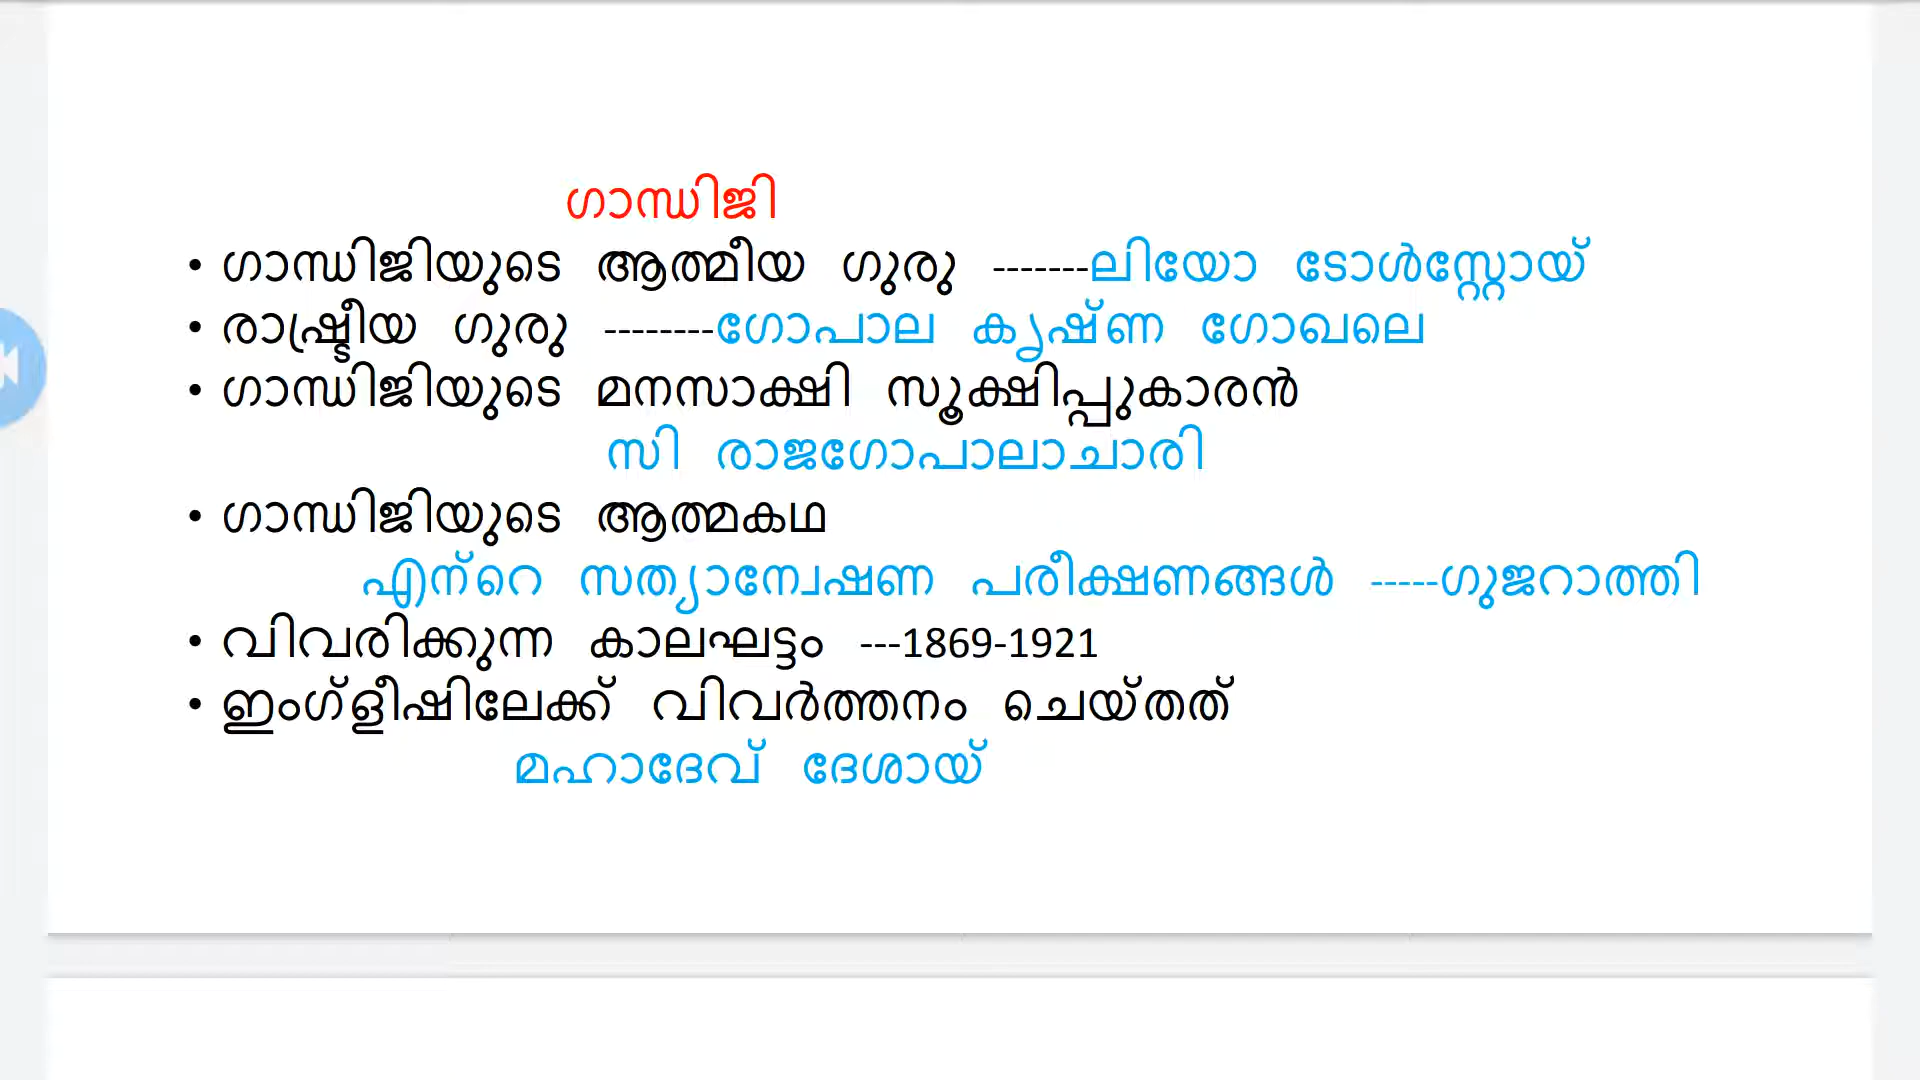 ഗാന്ധിജി
• ഗാന്ധിജിയുടെ ആത്മീയ ഗുരു -------ലിയോ ടോൾസ്റ്റോയ്
• രാഷ്ട്രീയ ഗുരു --------ഗോപാല കൃഷ്ണ ഗോഖലെ
• ഗാന്ധിജിയുടെ മനസാക്ഷി സൂക്ഷിപ്പുകാരൻ
സി രാജഗോപാലാചാരി
• ഗാന്ധിജിയുടെ ആത്മകഥ
എന്റെ സത്യാന്വേഷണ പരീക്ഷണങ്ങൾ -----ഗുജറാത്തി
• വിവരിക്കുന്ന കാലഘട്ടം ---1869-1921
• ഇംഗ്ളീഷിലേക്ക് വിവർത്തനം ചെയ്തത്
മഹാദേവ് ദേശായ്